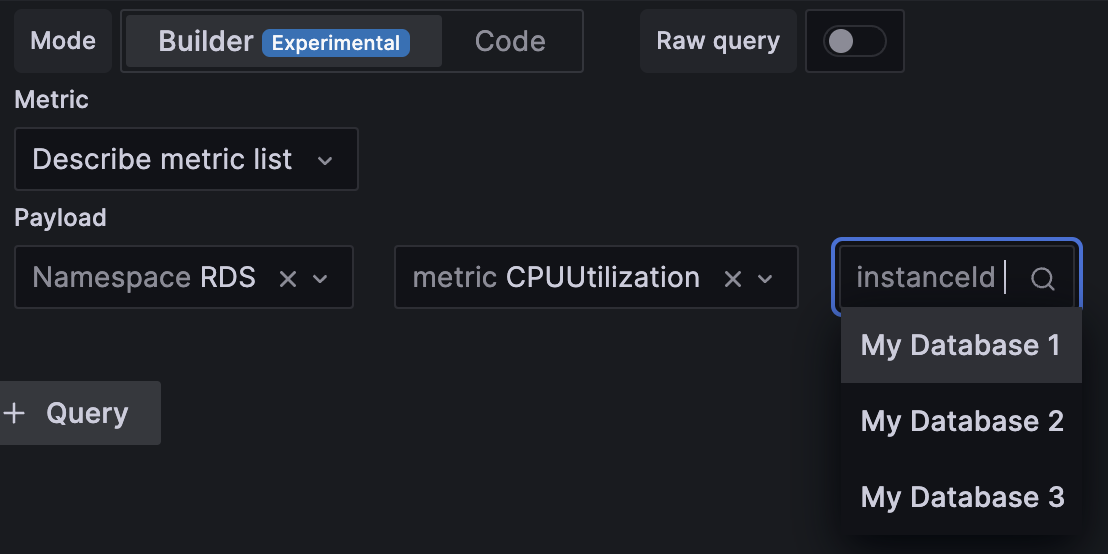 Mode Builder Experimental Code Raw query
Metric
Describe metric list
Payload
Namespace RDS metric CPUUtilization instanceId
My Database 1
+ Query
My Database 2
My Database 3